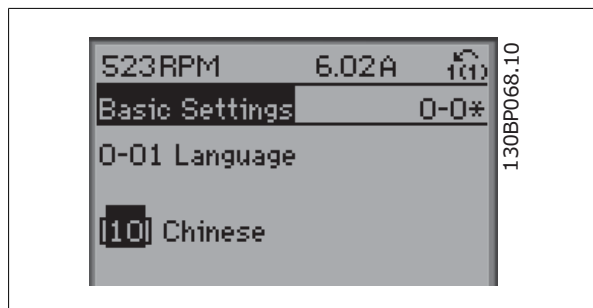 523RPM 6.02A 1(1)
Basic Settings 0-0*
0-01 Language
[10] Chinese
130BP068.10